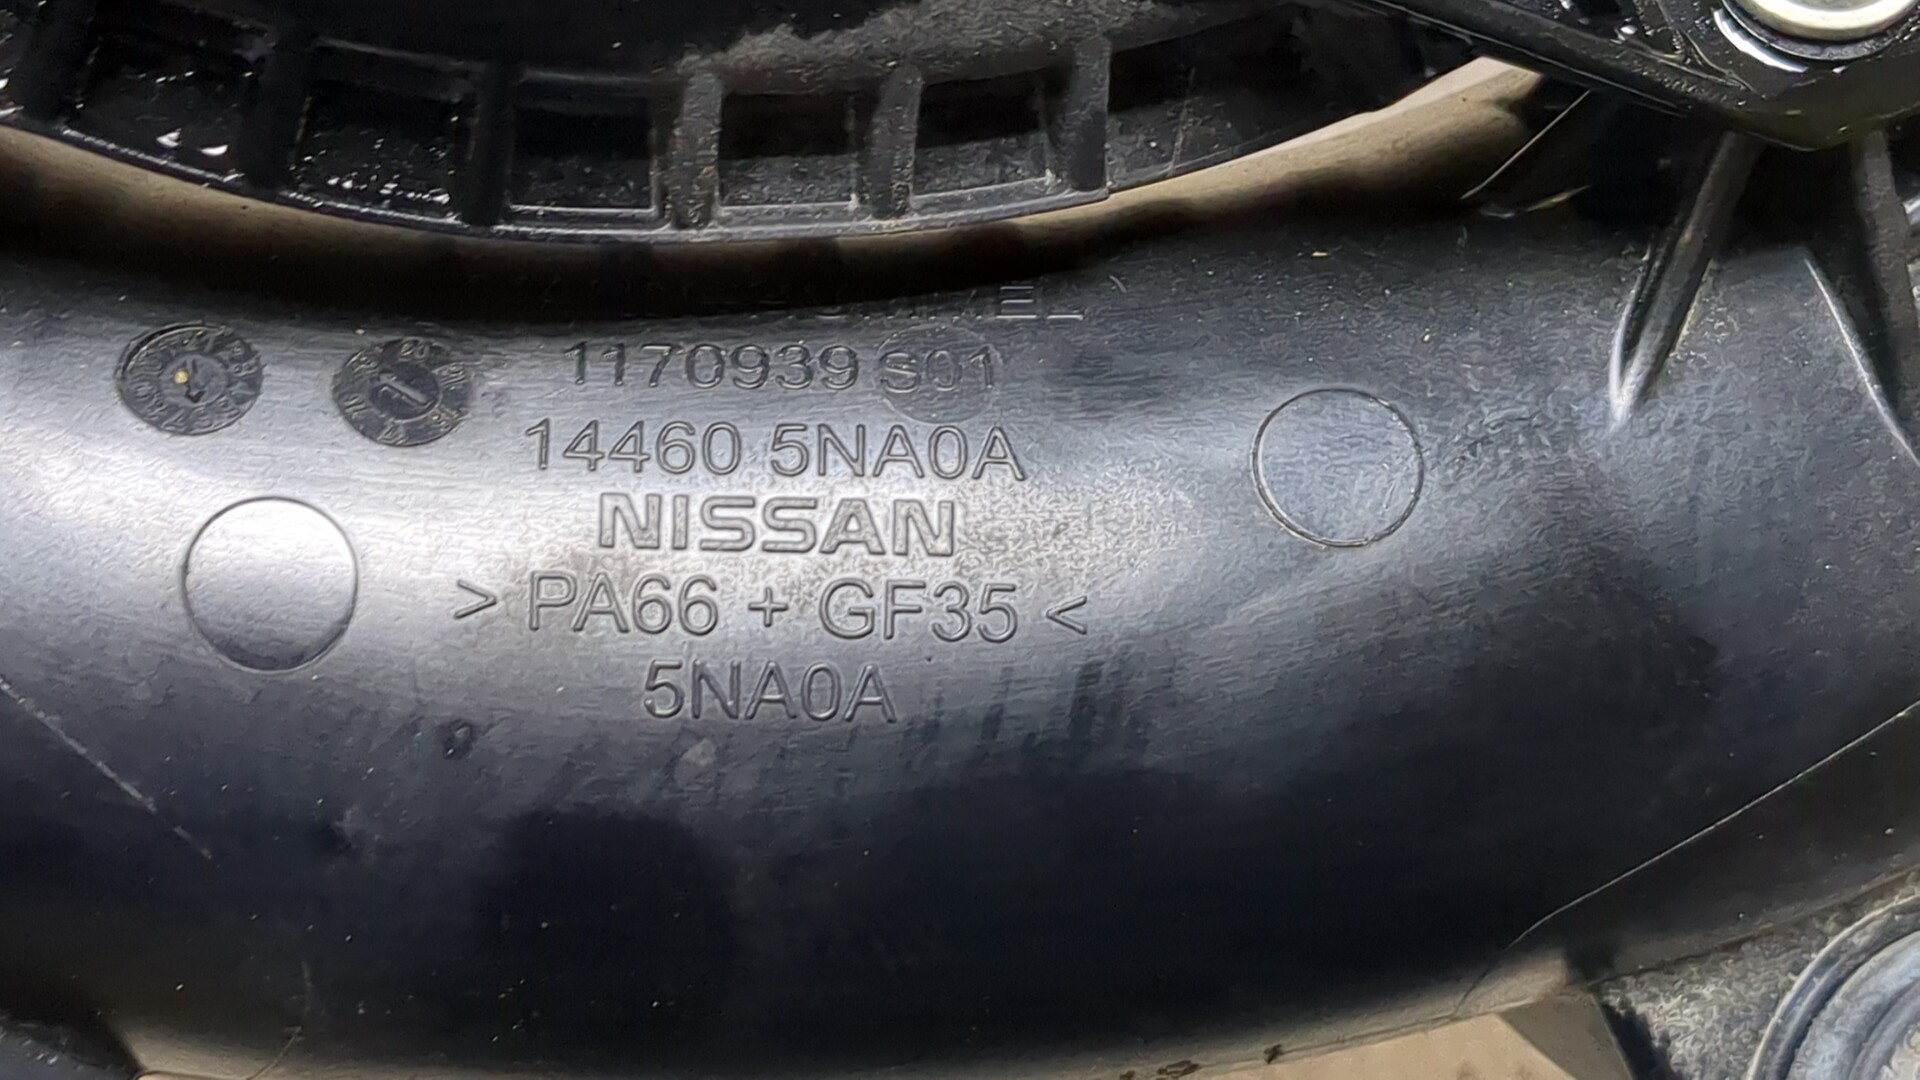 1170939 S01
14460 5NA0A
NISSAN
> PA66 + GF35 <
5NA0A